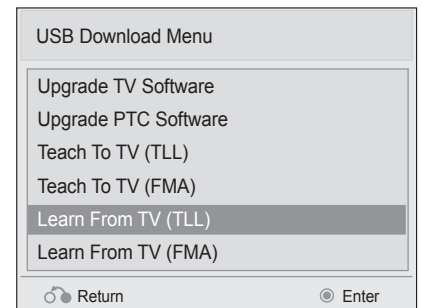 USB Download Menu
Upgrade TV Software
Upgrade PTC Software
Teach To TV (TLL)
Teach To TV (FMA)
Learn From TV (TLL)
Learn From TV (FMA)
Return Enter